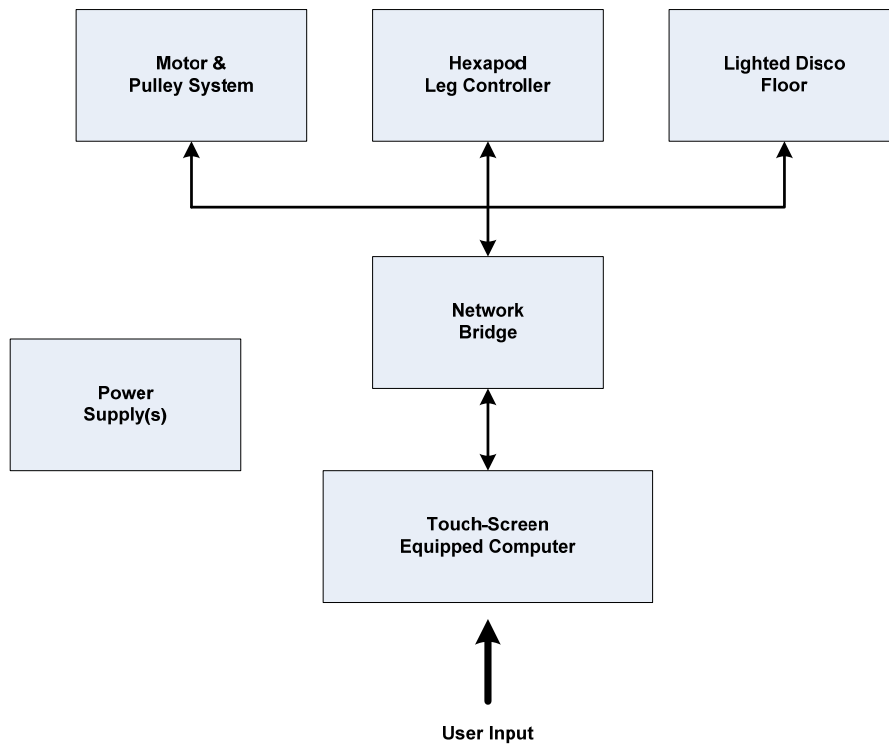 Motor &
Pulley System
Hexapod
Leg Controller
Lighted Disco
Floor
Network
Bridge
Power
Supply(s)
Touch-Screen
Equipped Computer
User Input